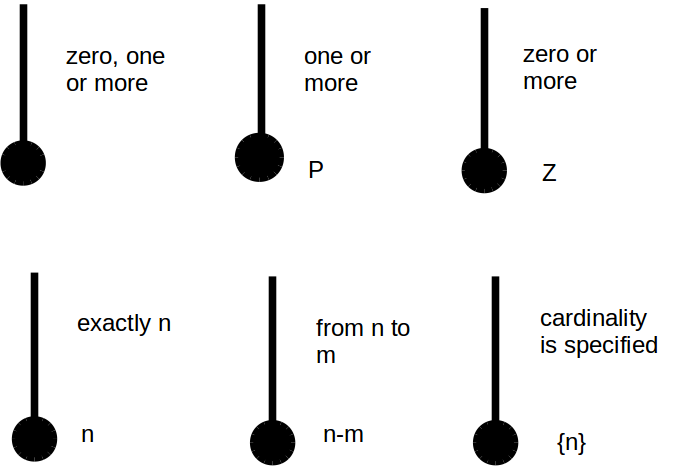 zero, one
or more
one or
more
zero or
more
P
Z
exactly n
from n to
m
cardinality
is specified
n
n-m
{n}